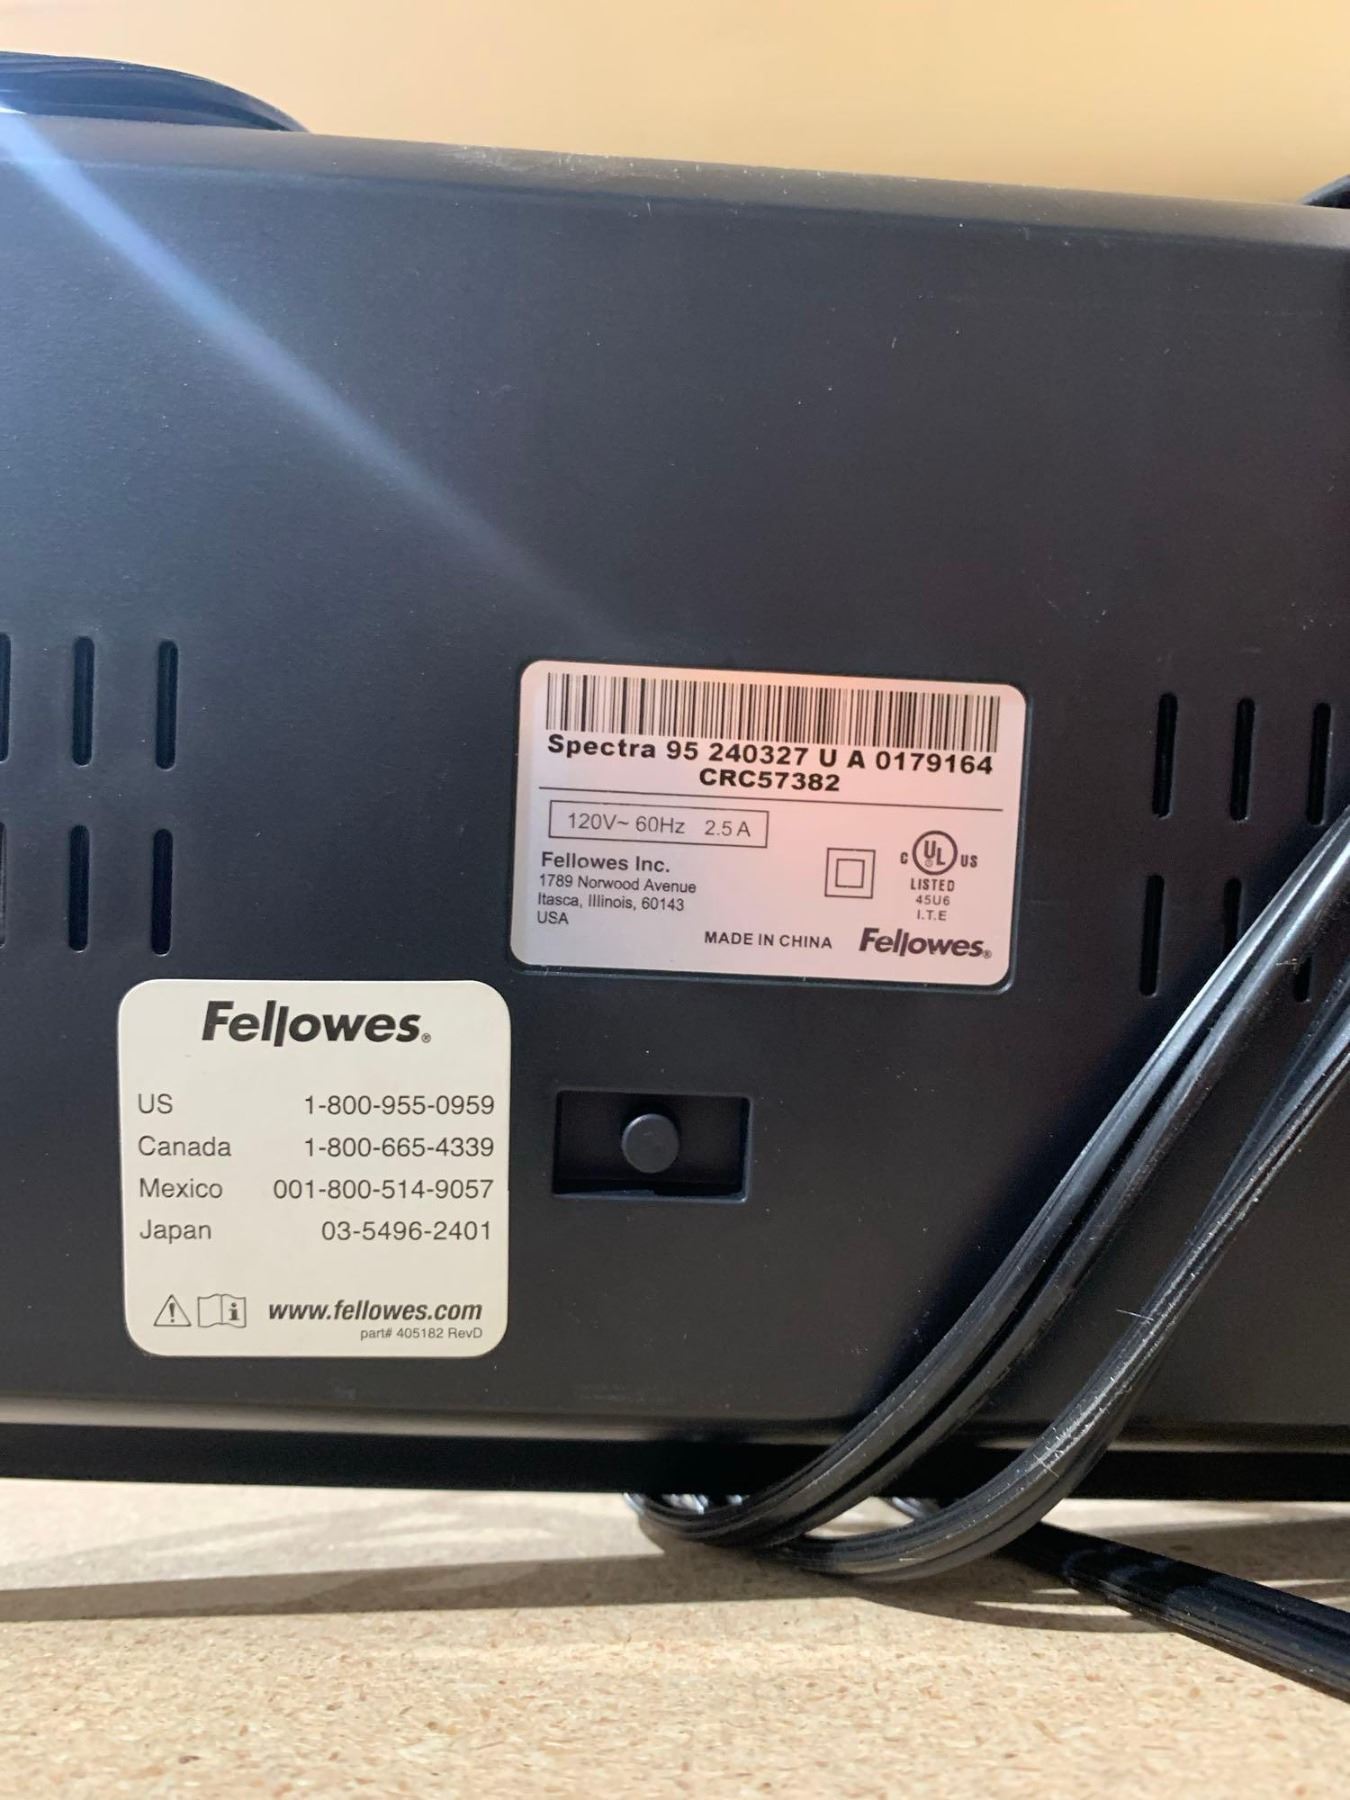 Spectra 95 240327 U A 0179164
CRC57382
120V~ 60Hz 2.5 A
Fellowes Inc.
1789 Norwood Avenue
Itasca, Illinois, 60143
USA
C UL ® US
LISTED
45U6
I.T.E
MADE IN CHINA Fellowes®
Fellowes®
US 1-800-955-0959
Canada 1-800-665-4339
Mexico 001-800-514-9057
Japan 03-5496-2401
www.fellowes.com
part# 405182 RevD